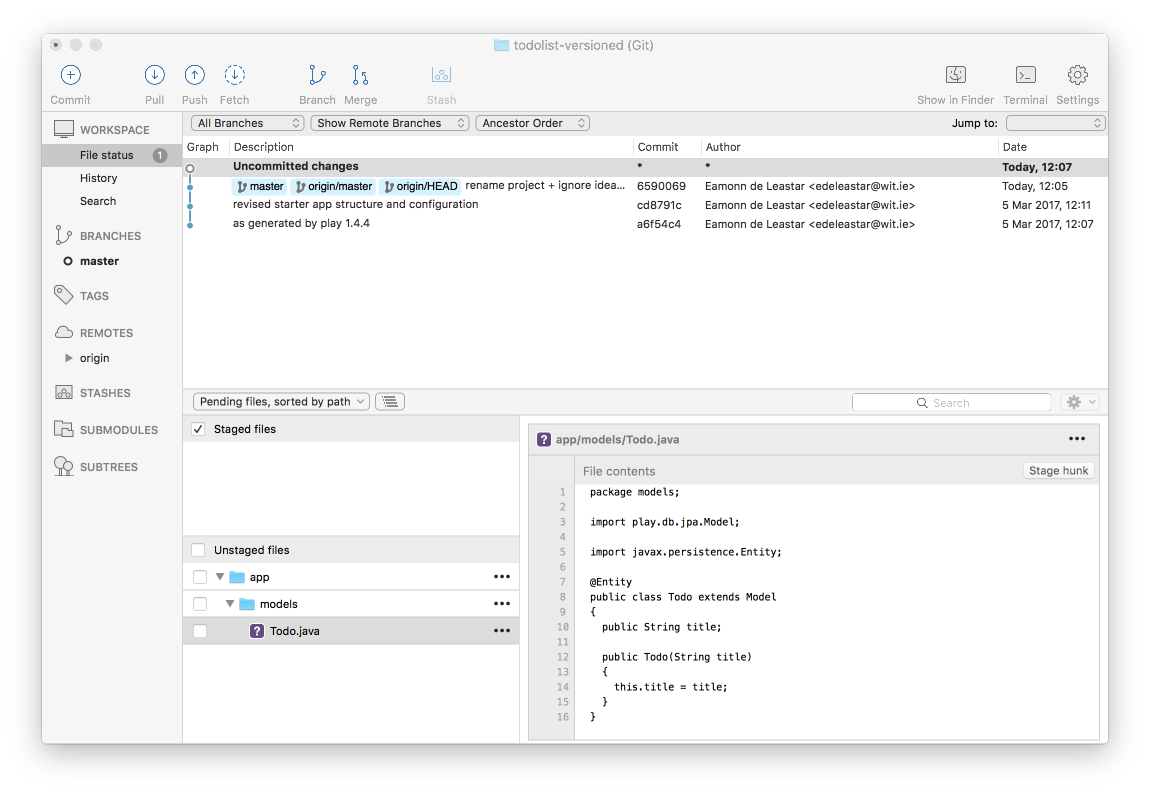 todolist-versioned (Git)
Commit Pull Push Fetch Branch Merge Stash Show in Finder Terminal Settings
WORKSPACE
File status 1
History
Search
BRANCHES
master
TAGS
REMOTES
origin
STASHES
SUBMODULES
SUBTREES
All Branches Show Remote Branches Ancestor Order Jump to:
Graph Description Commit Author Date
Uncommitted changes * * Today, 12:07
master origin/master origin/HEAD rename project + ignore idea... 6590069 Eamonn de Leastar <edeleastar@wit.ie> Today, 12:05
revised starter app structure and configuration cd8791c Eamonn de Leastar <edeleastar@wit.ie> 5 Mar 2017, 12:11
as generated by play 1.4.4 a6f54c4 Eamonn de Leastar <edeleastar@wit.ie> 5 Mar 2017, 12:07
Pending files, sorted by path Search
Staged files
Unstaged files
app •••
models •••
? Todo.java •••
? app/models/Todo.java •••
File contents Stage hunk
1 package models;
2
3 import play.db.jpa.Model;
4
5 import javax.persistence.Entity;
6
7 @Entity
8 public class Todo extends Model
9 {
10 public String title;
11
12 public Todo(String title)
13 {
14 this.title = title;
15 }
16 }